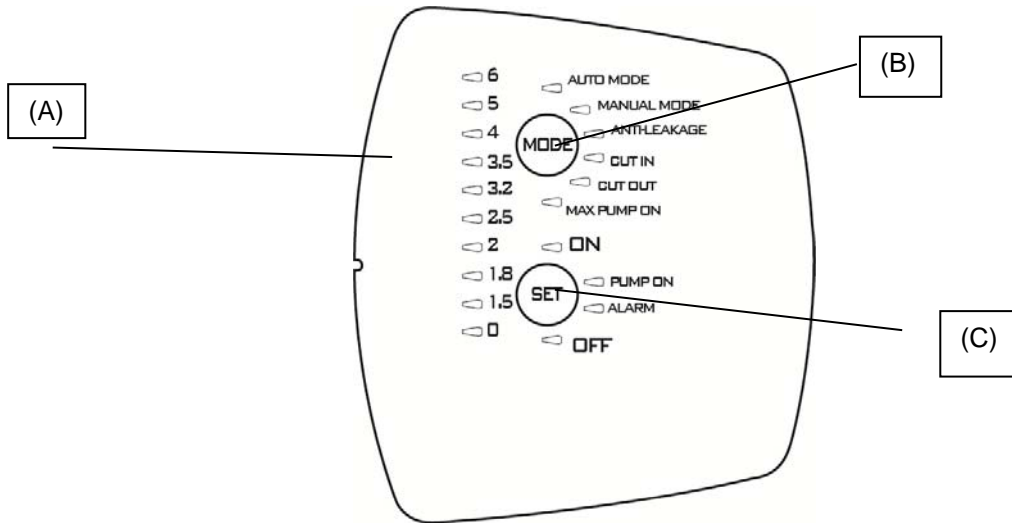 (A)
(B)
(C)
6
5
4
3.5
3.2
2.5
2
1.8
1.5
0
AUTO MODE
MANUAL MODE
ANTI-LEAKAGE
MODE
CUT IN
CUT OUT
MAX PUMP ON
ON
PUMP ON
SET
ALARM
OFF